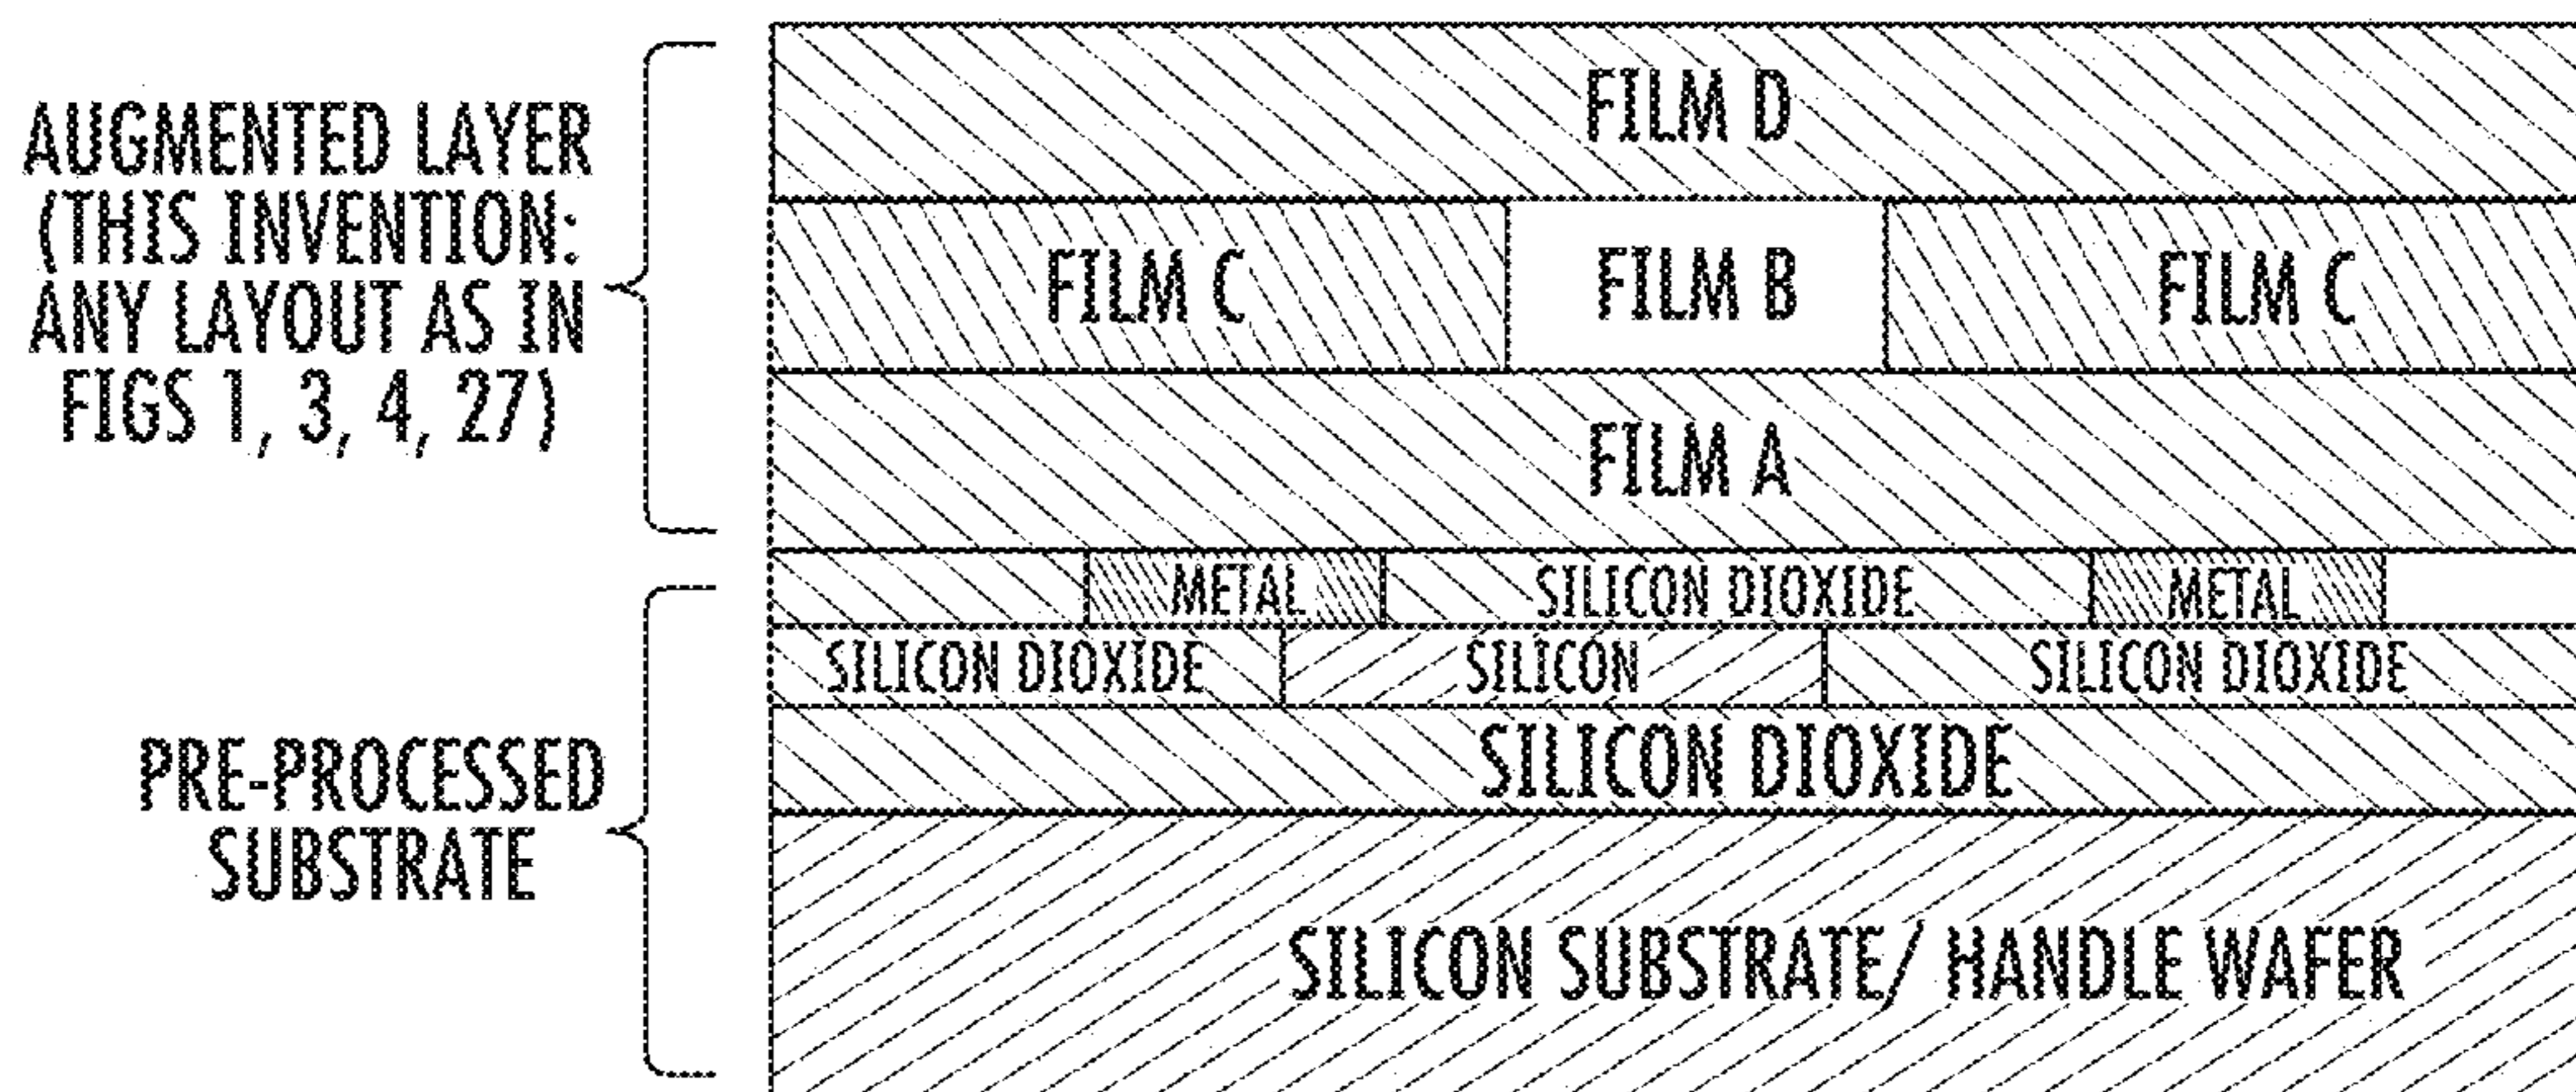 AUGMENTED LAYER
(THIS INVENTION:
ANY LAYOUT AS IN
FIGS 1, 3, 4, 27)
FILM D
FILM C
FILM B
FILM C
FILM A
PRE-PROCESSED
SUBSTRATE
METAL
SILICON DIOXIDE
METAL
SILICON DIOXIDE
SILICON
SILICON DIOXIDE
SILICON DIOXIDE
SILICON SUBSTRATE/ HANDLE WAFER